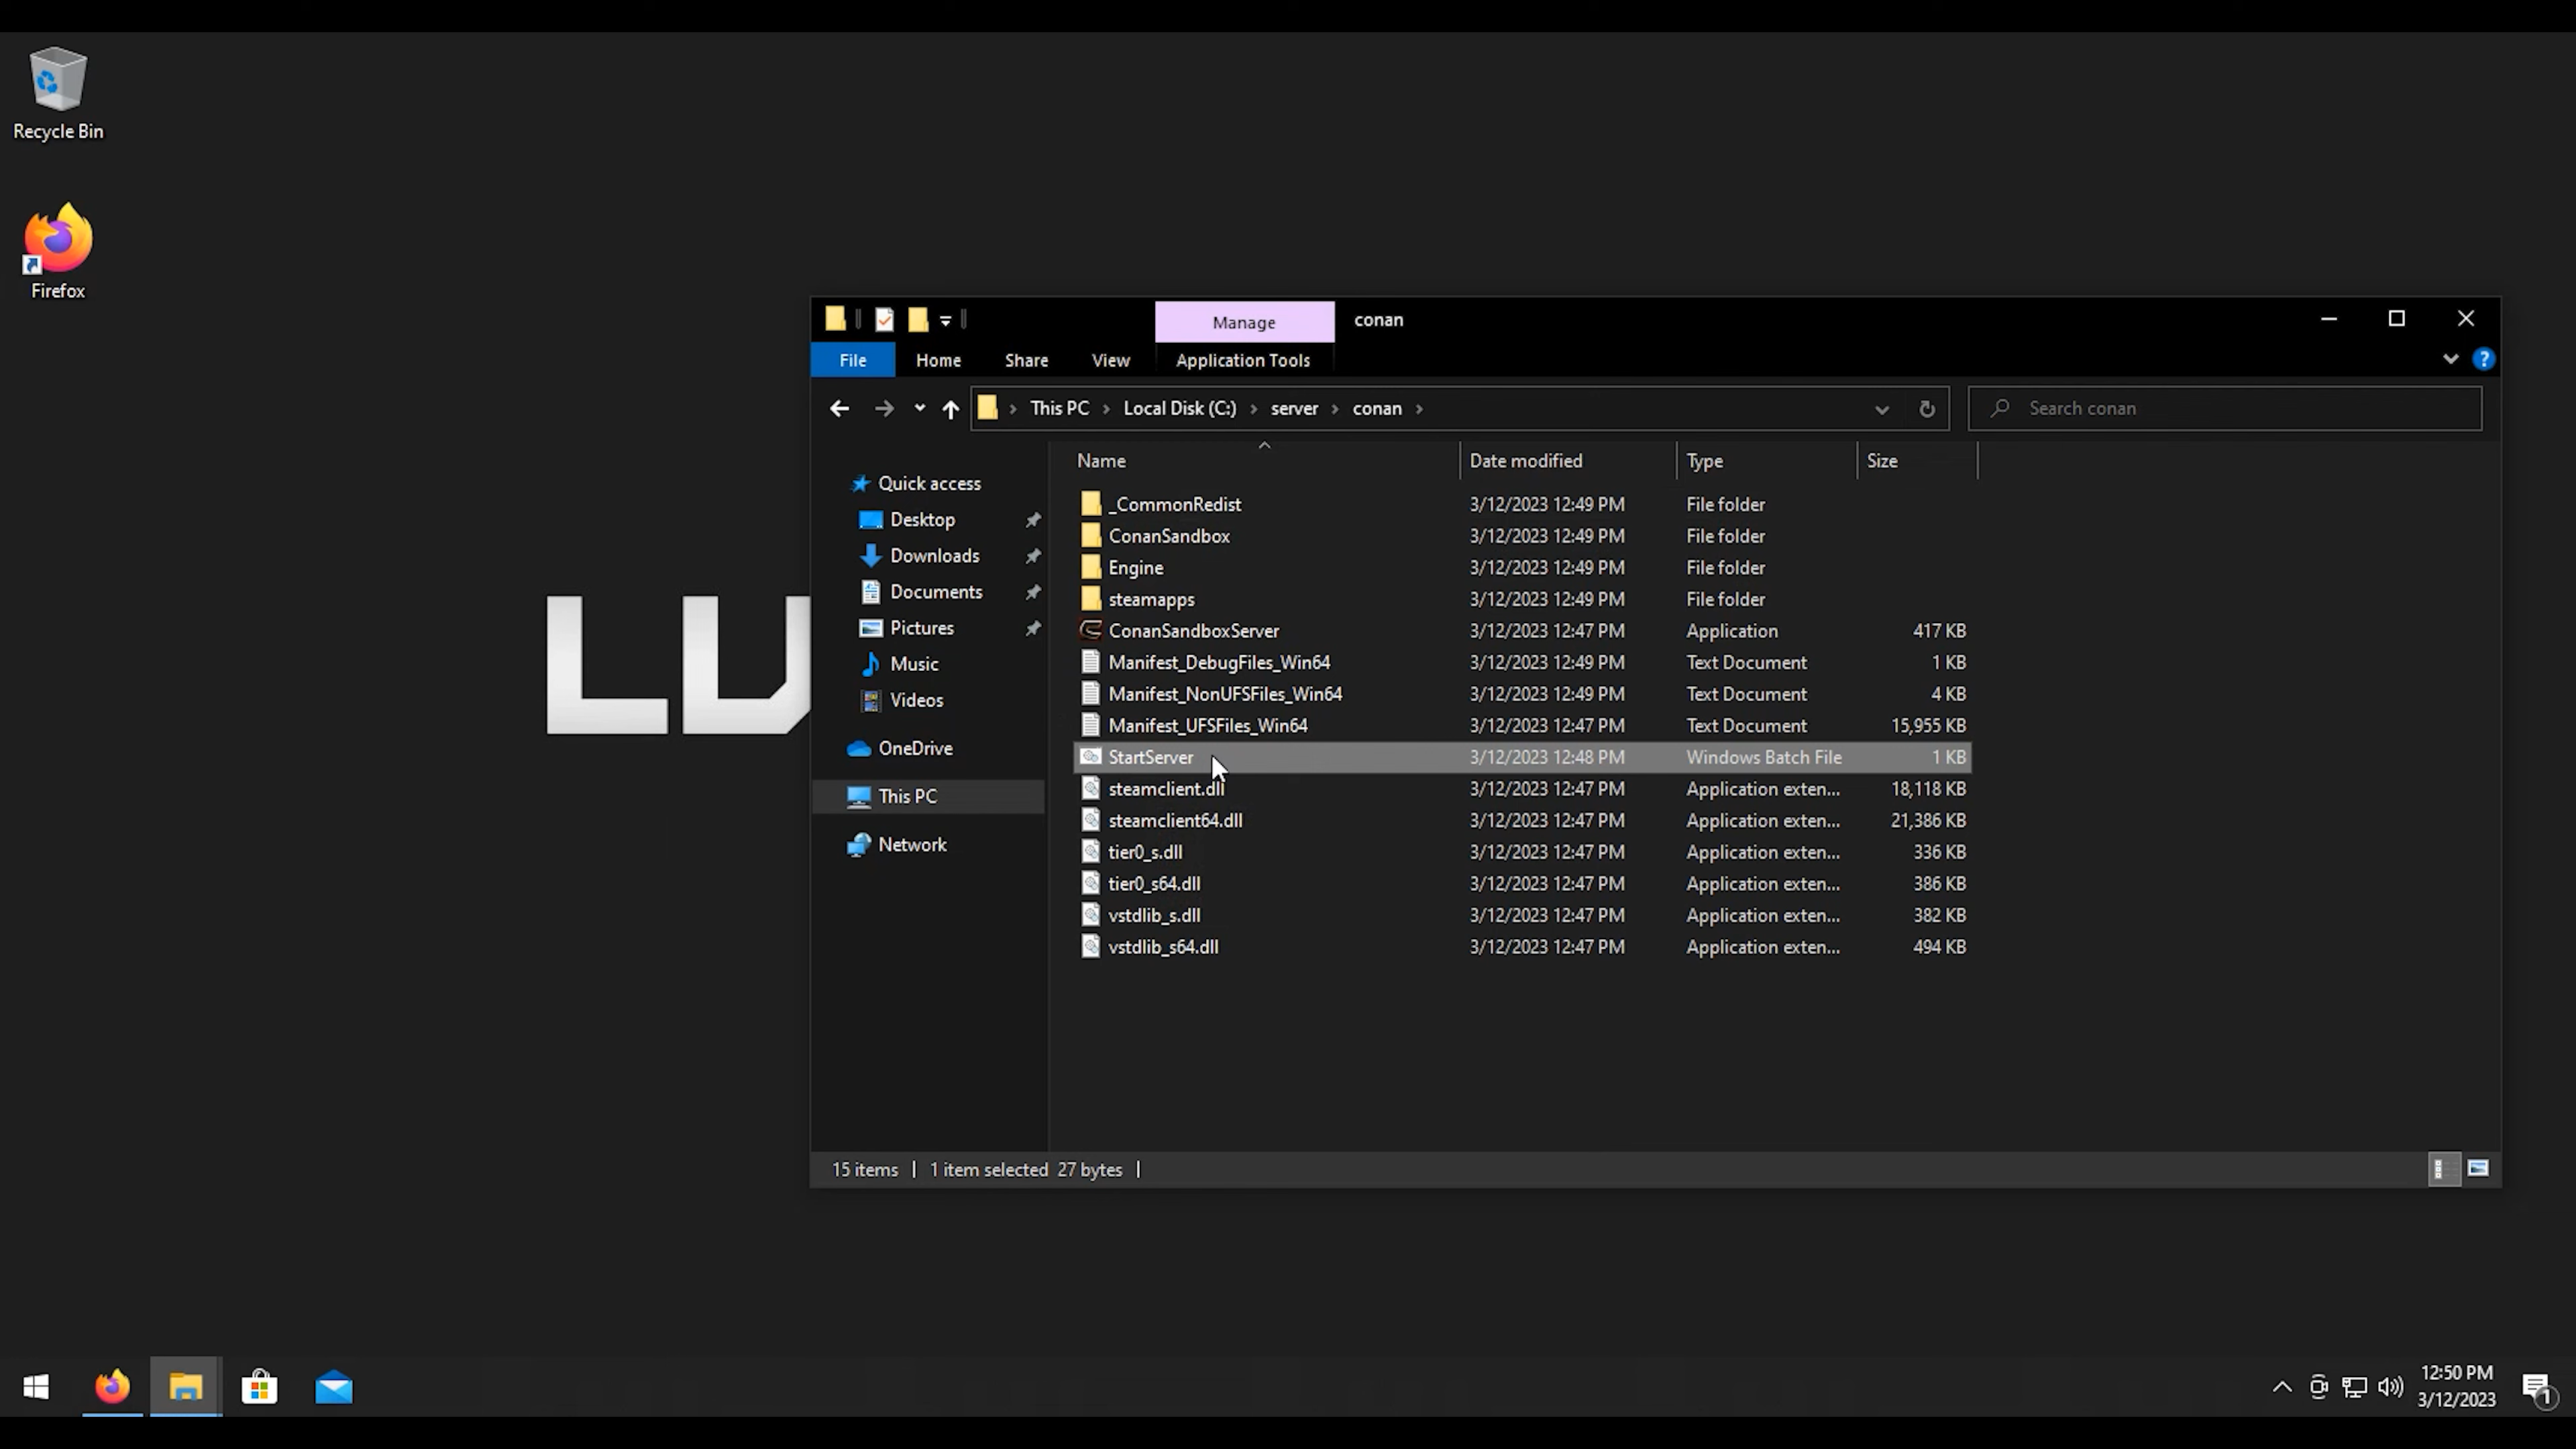 Recycle Bin
Firefox
Manage
conan
File
Home
Share
View
Application Tools
This PC
Local Disk (C:)
server
conan
Search conan
Quick access
Desktop
Downloads
Documents
Pictures
Music
Videos
OneDrive
This PC
Network
Name Date modified Type Size
_CommonRedist 3/12/2023 12:49 PM File folder
ConanSandbox 3/12/2023 12:49 PM File folder
Engine 3/12/2023 12:49 PM File folder
steamapps 3/12/2023 12:49 PM File folder
ConanSandboxServer 3/12/2023 12:47 PM Application 417 KB
Manifest_DebugFiles_Win64 3/12/2023 12:49 PM Text Document 1 KB
Manifest_NonUFSFiles_Win64 3/12/2023 12:49 PM Text Document 4 KB
Manifest_UFSFiles_Win64 3/12/2023 12:47 PM Text Document 15,955 KB
StartServer 3/12/2023 12:48 PM Windows Batch File 1 KB
steamclient.dll 3/12/2023 12:47 PM Application exten... 18,118 KB
steamclient64.dll 3/12/2023 12:47 PM Application exten... 21,386 KB
tier0_s.dll 3/12/2023 12:47 PM Application exten... 336 KB
tier0_s64.dll 3/12/2023 12:47 PM Application exten... 386 KB
vstdlib_s.dll 3/12/2023 12:47 PM Application exten... 382 KB
vstdlib_s64.dll 3/12/2023 12:47 PM Application exten... 494 KB
15 items 1 item selected 27 bytes
12:50 PM
3/12/2023
1